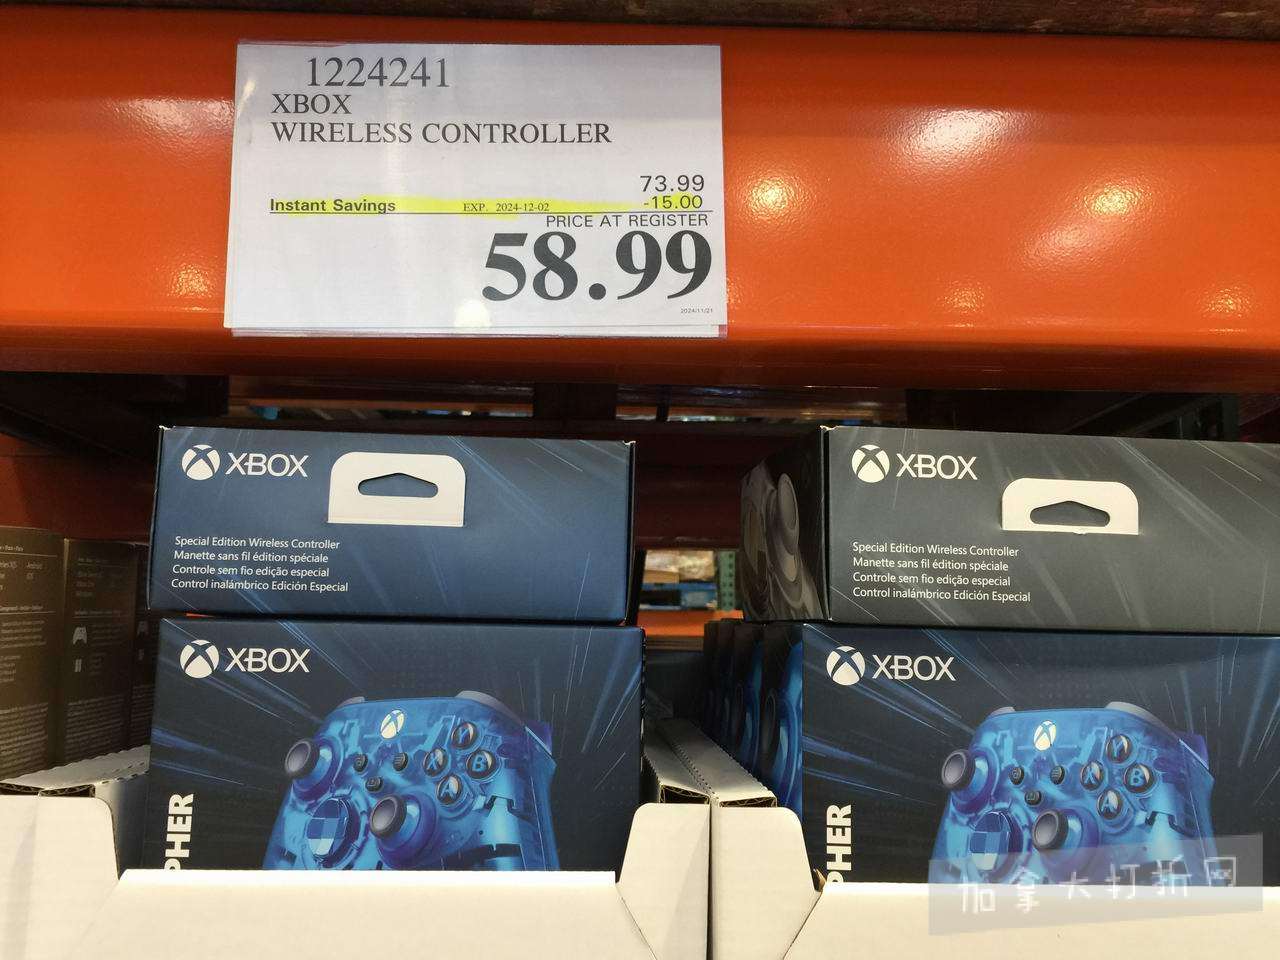 1224241
XBOX
WIRELESS CONTROLLER
73.99
Instant Savings EXP. 2024-12-02 -15.00
PRICE AT REGISTER
58.99
2024/11/21
XBOX
Special Edition Wireless Controller
Manette sans fil édition spéciale
Controle sem fio edição especial
Control inalámbrico Edición Especial
XBOX
Special Edition Wireless Controller
Manette sans fil édition spéciale
Controle sem fio edição especial
Control inalámbrico Edición Especial
XBOX
Y
X
B
A
PHER
XBOX
Y
X
B
A
PHER
加拿大打折网